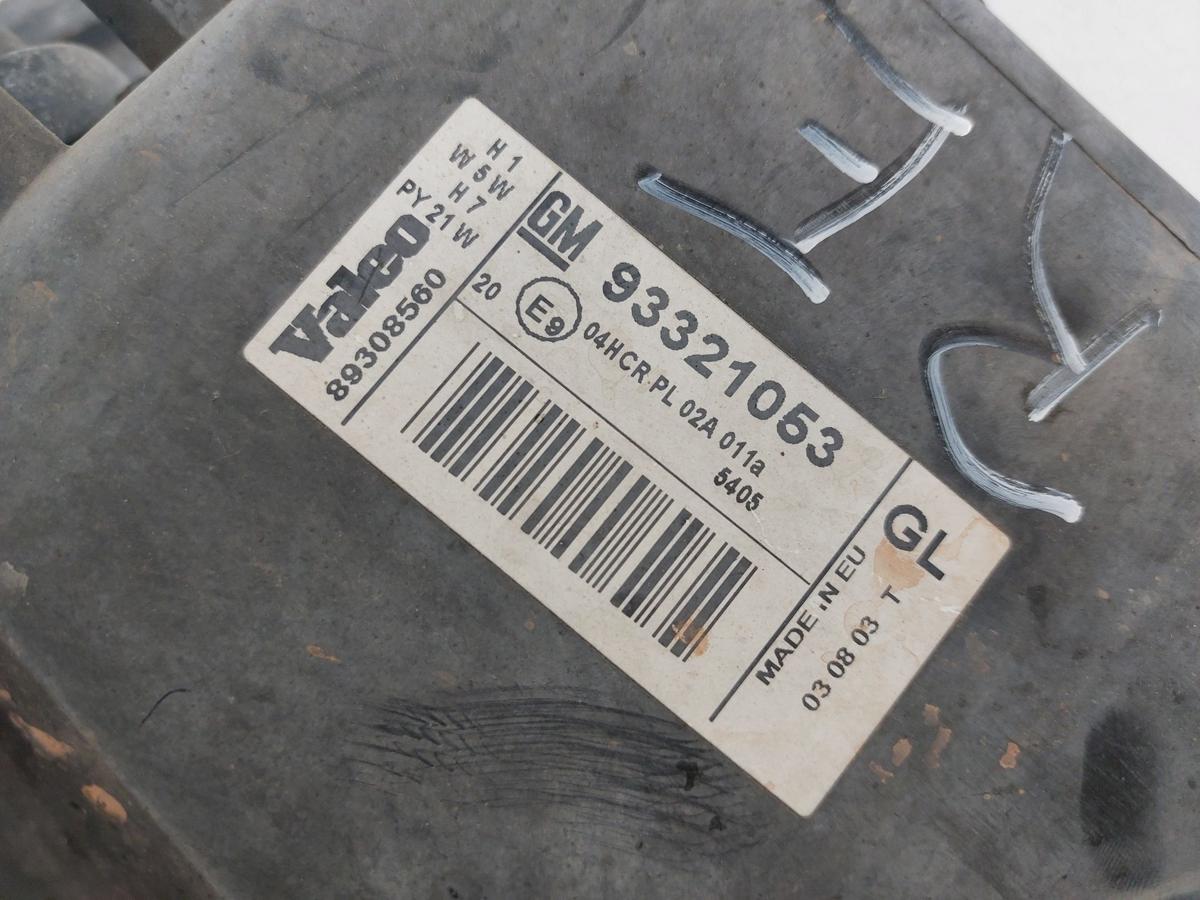 H 1
W 5 W
H 7
PY 21 W
Valeo
89308560
GM
93321053
20 E9 04HCR.PL 02A 011a
5405
GL
MADE IN EU
03 08 03 T